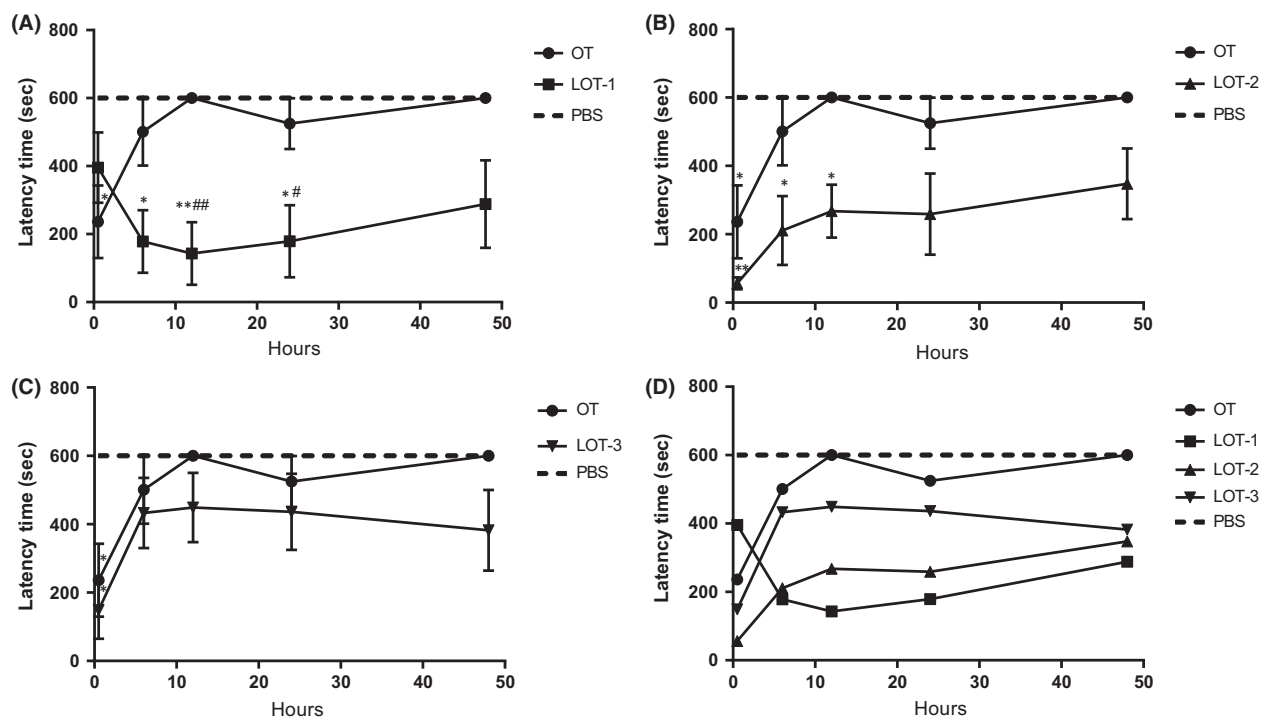 (A)
800
600
400
200
0
Latency time (sec)
*
*
**##
*#
0 10 20 30 40 50
Hours
OT
LOT-1
PBS
(B)
800
600
400
200
0
Latency time (sec)
*
**
*
*
0 10 20 30 40 50
Hours
OT
LOT-2
PBS
(C)
800
600
400
200
0
Latency time (sec)
*
*
0 10 20 30 40 50
Hours
OT
LOT-3
PBS
(D)
800
600
400
200
0
Latency time (sec)
0 10 20 30 40 50
Hours
OT
LOT-1
LOT-2
LOT-3
PBS